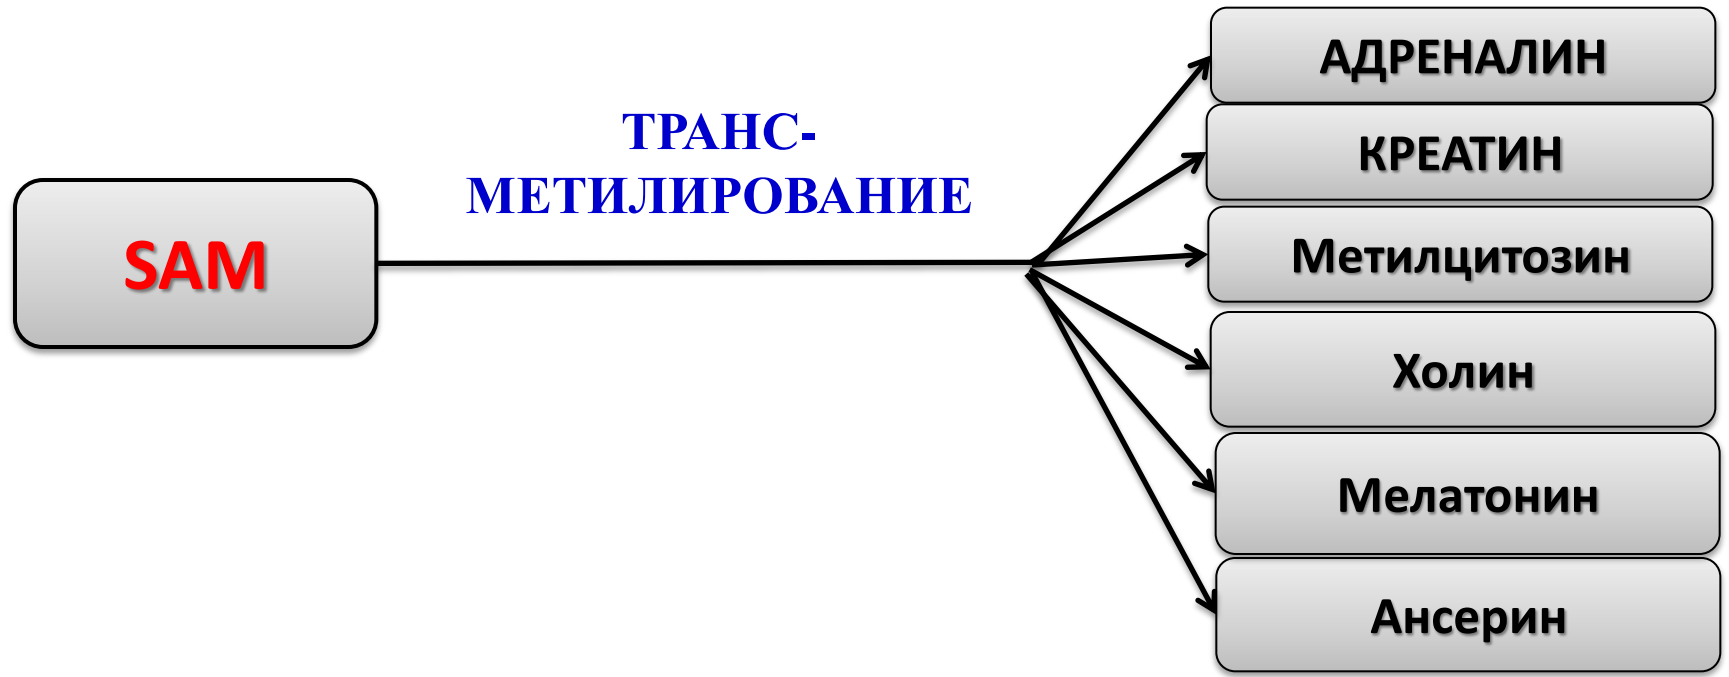 SAM
ТРАНС-
МЕТИЛИРОВАНИЕ
АДРЕНАЛИН
КРЕАТИН
Метилцитозин
Холин
Мелатонин
Ансерин